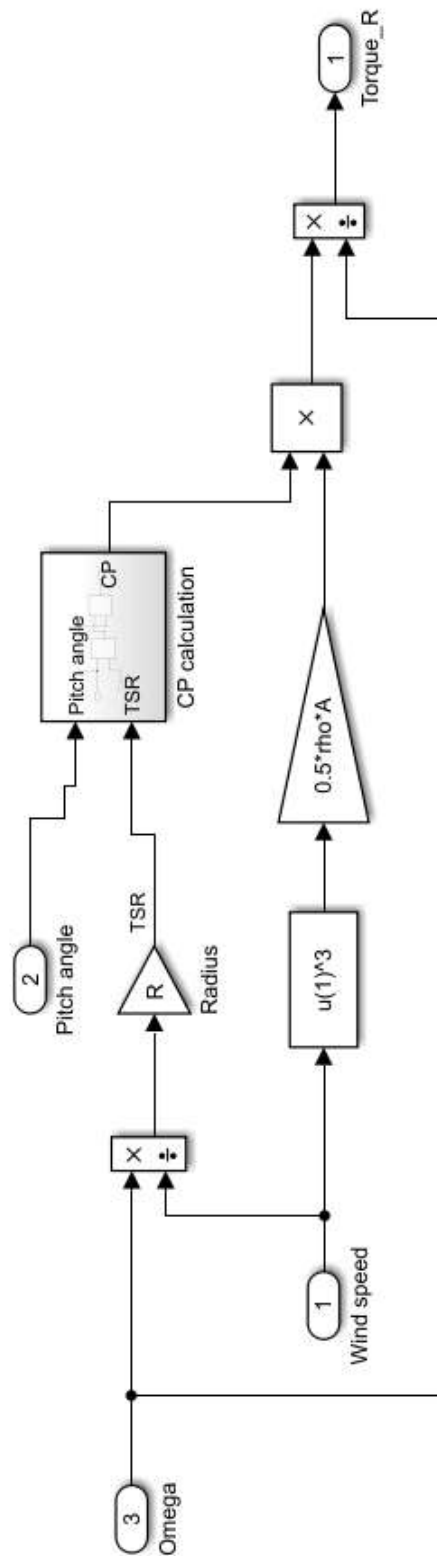 3
Omega
×
÷
R
Radius
TSR
2
Pitch angle
Pitch angle
TSR
CP
CP calculation
1
Wind speed
u(1)^3
0.5*rho*A
×
×
÷
1
Torque_R